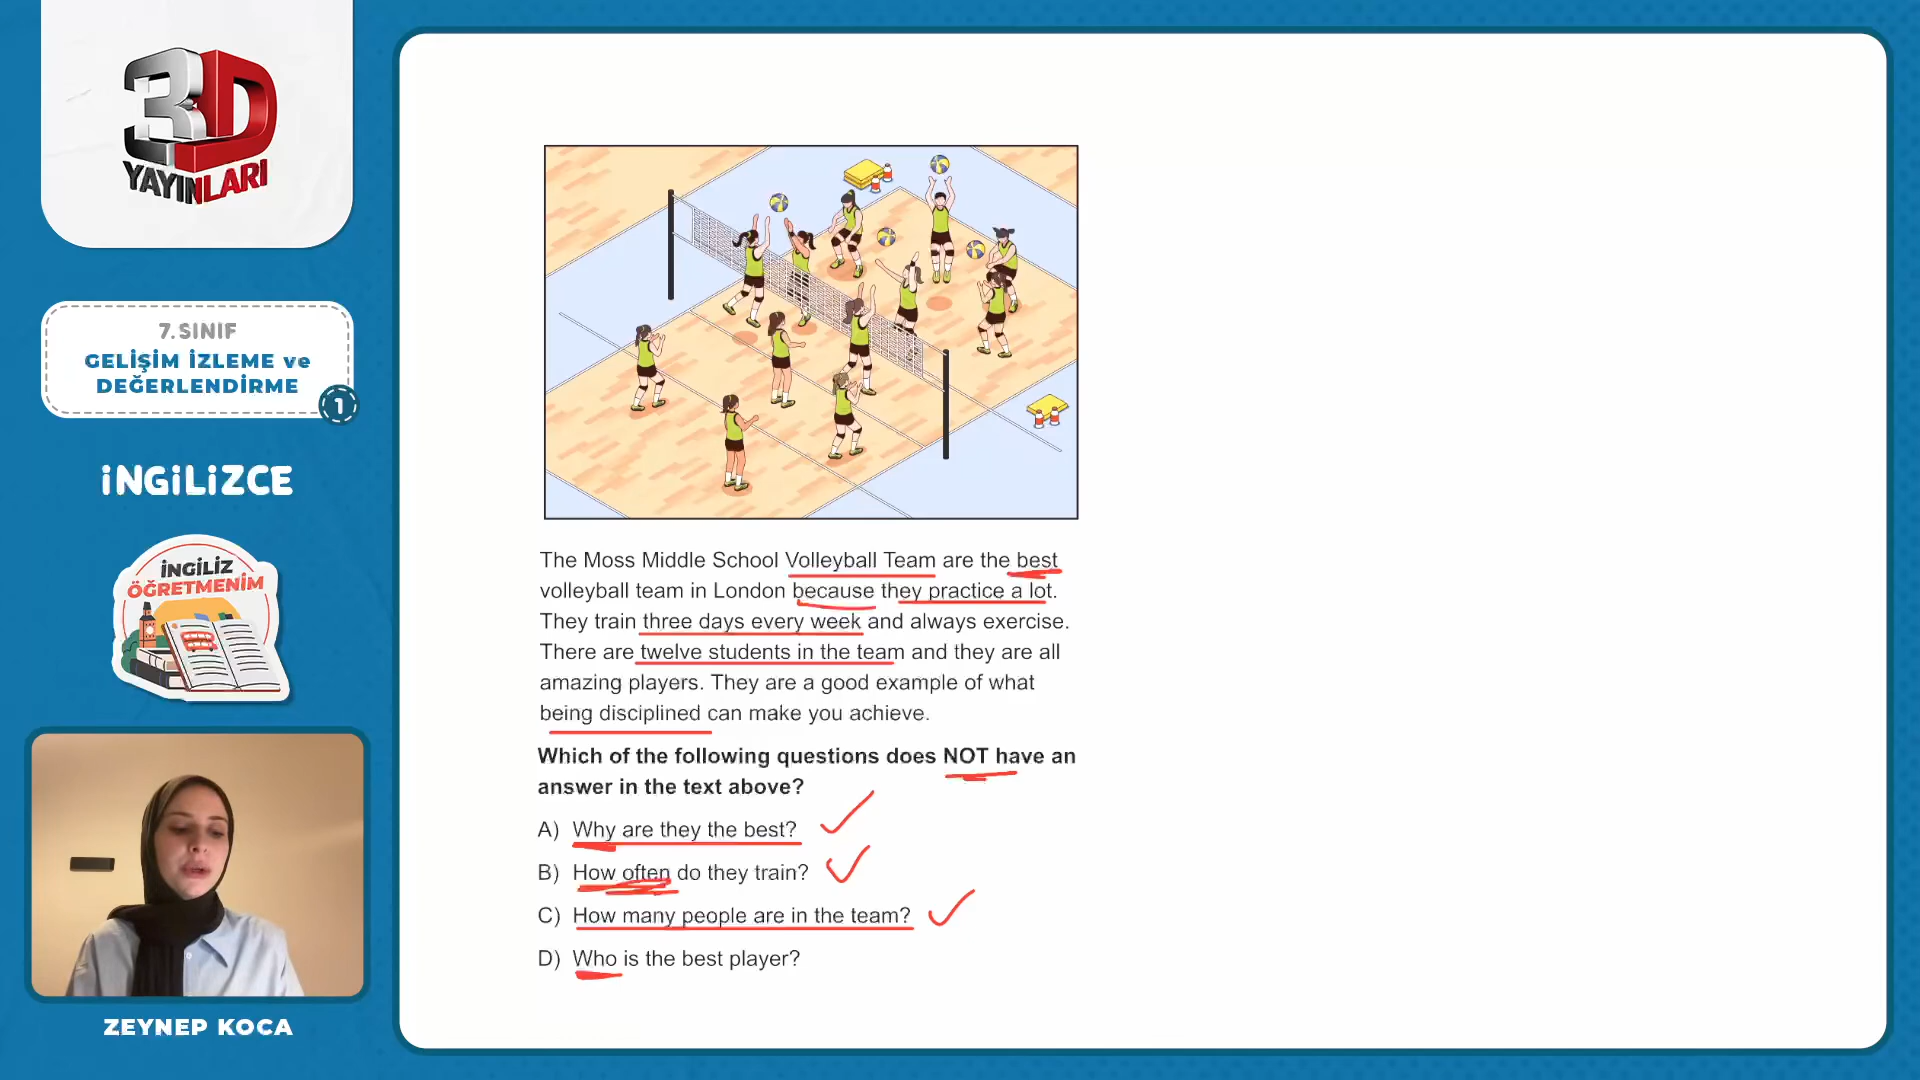 3D
YAYINLARI
7.SINIF
GELİŞİM İZLEME ve
DEĞERLENDİRME
1
İNGİLİZCE
İNGİLİZ
ÖĞRETMENİM
ZEYNEP KOCA
The Moss Middle School Volleyball Team are the best
volleyball team in London because they practice a lot.
They train three days every week and always exercise.
There are twelve students in the team and they are all
amazing players. They are a good example of what
being disciplined can make you achieve.
Which of the following questions does NOT have an
answer in the text above?
A) Why are they the best?
B) How often do they train?
C) How many people are in the team?
D) Who is the best player?